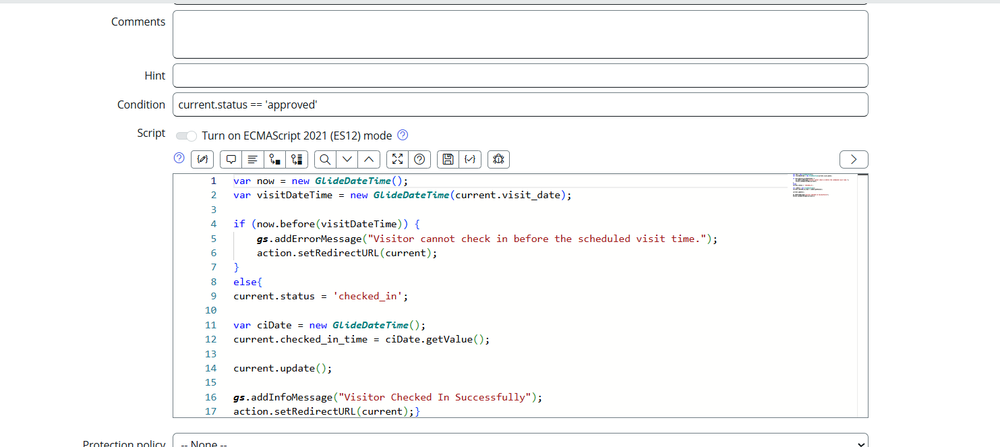 Comments
Hint
Condition
current.status == 'approved'
Script
Turn on ECMAScript 2021 (ES12) mode
1 var now = new GlideDateTime();
2 var visitDateTime = new GlideDateTime(current.visit_date);
3
4 if (now.before(visitDateTime)) {
5     gs.addErrorMessage("Visitor cannot check in before the scheduled visit time.");
6     action.setRedirectURL(current);
7 }
8 else{
9 current.status = 'checked_in';
10
11 var ciDate = new GlideDateTime();
12 current.checked_in_time = ciDate.getValue();
13
14 current.update();
15
16 gs.addInfoMessage("Visitor Checked In Successfully");
17 action.setRedirectURL(current);}
Protection policy
-- None --